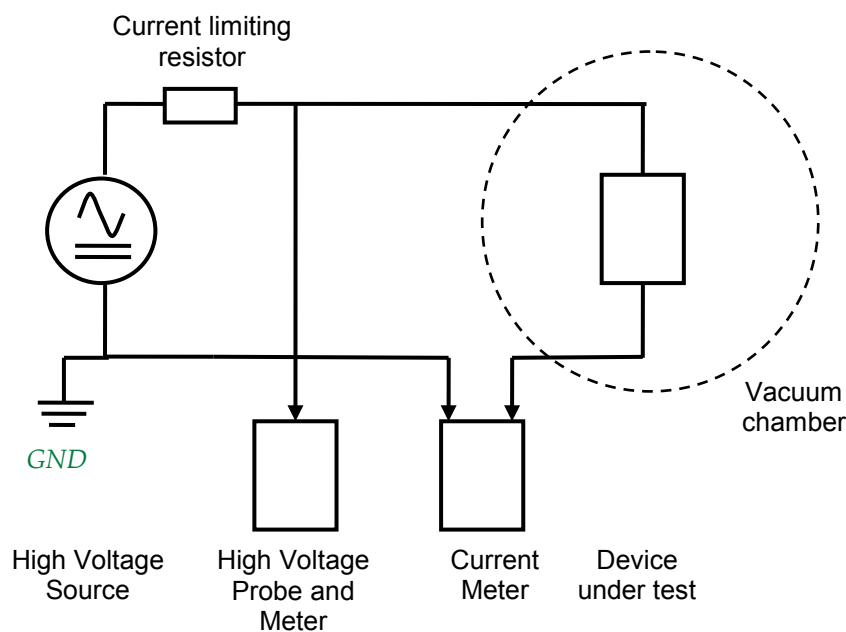 Current limiting
resistor
Vacuum
chamber
GND
High Voltage
Source
High Voltage
Probe and
Meter
Current
Meter
Device
under test